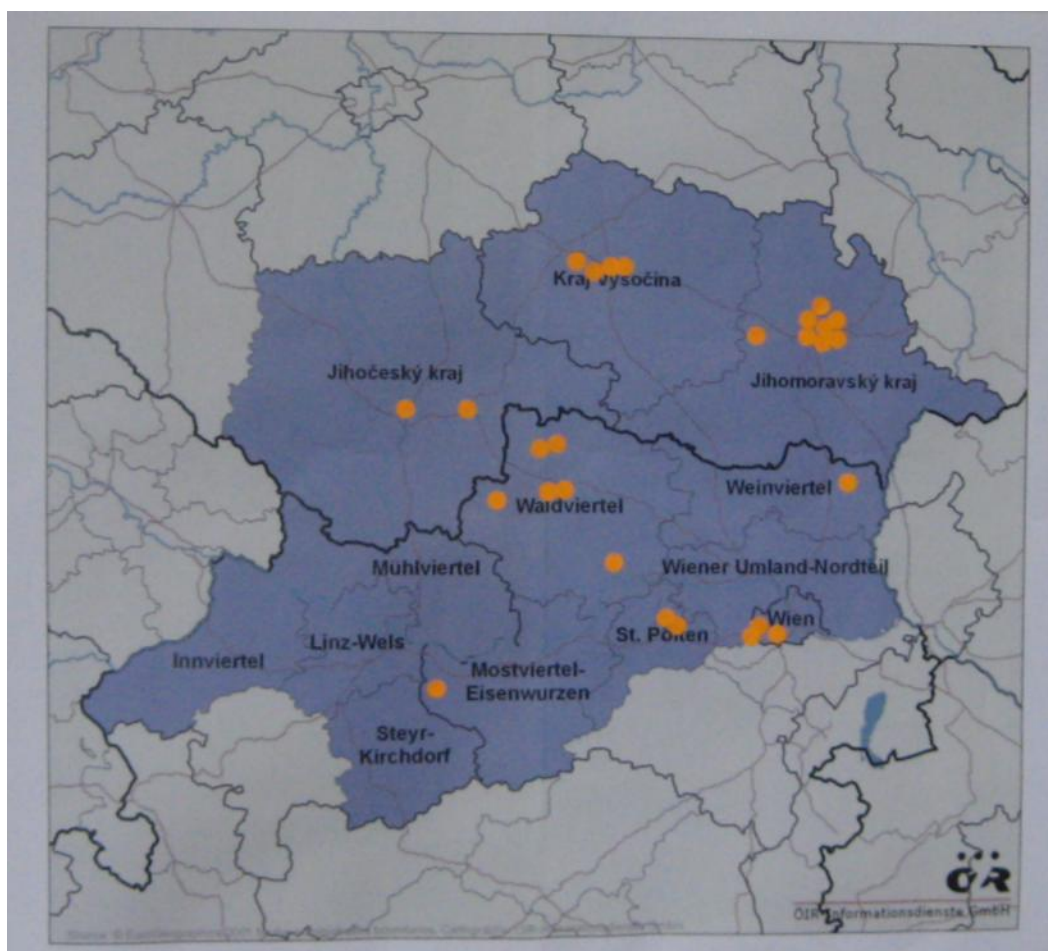 Kraj Vysočina
Jihočeský kraj
Jihomoravský kraj
Weinviertel
Waldviertel
Mühlviertel
Wiener Umland-Nordteil
Wien
St. Pölten
Linz-Wels
Innviertel
Mostviertel-
Eisenwurzen
Steyr-
Kirchdorf
ÖIR
ÖIR-Informationsdienste GmbH